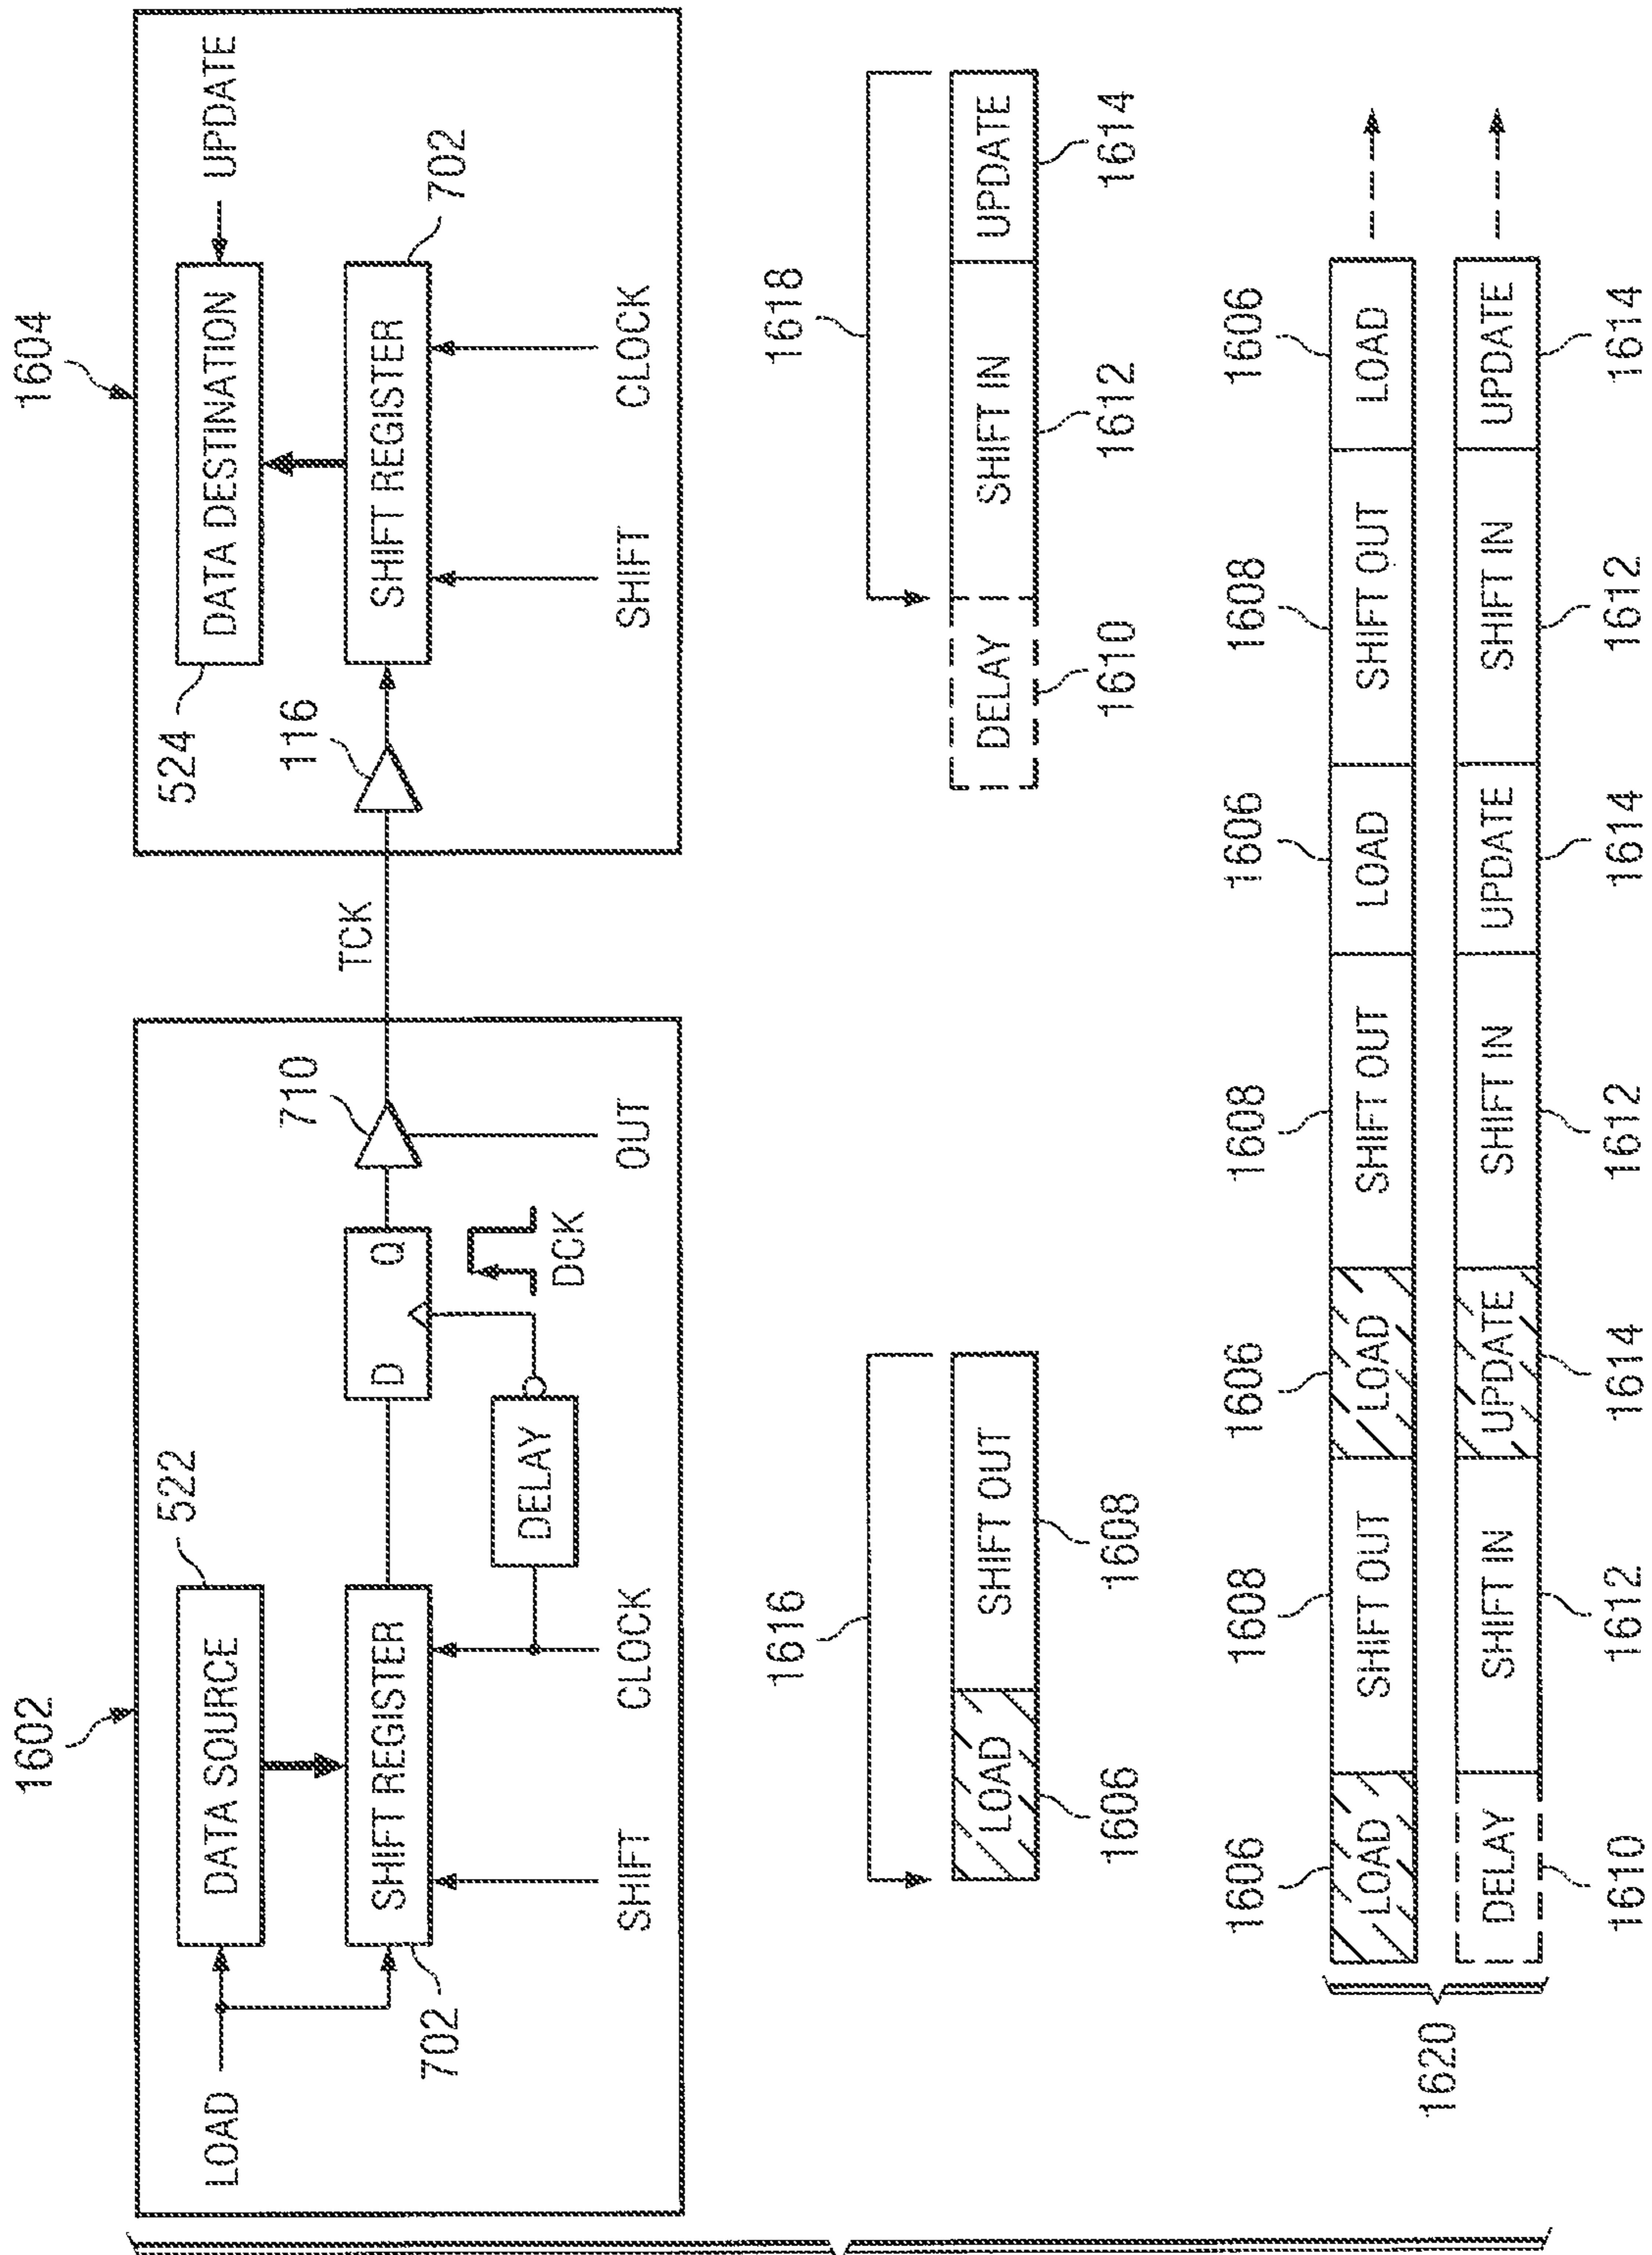 1602
1604
LOAD
DATA SOURCE
522
SHIFT REGISTER
702
SHIFT
CLOCK
DELAY
D Q
DCK
710
OUT
TCK
116
524
DATA DESTINATION
UPDATE
SHIFT REGISTER
702
SHIFT
CLOCK
1616
LOAD SHIFT OUT
1606 1608
1618
DELAY SHIFT IN UPDATE
1610 1612 1614
1606 1608 1606 1608 1606 1608 1606
LOAD SHIFT OUT LOAD SHIFT OUT LOAD SHIFT OUT LOAD
1620
DELAY SHIFT IN UPDATE SHIFT IN UPDATE SHIFT IN UPDATE
1610 1612 1614 1612 1614 1612 1614